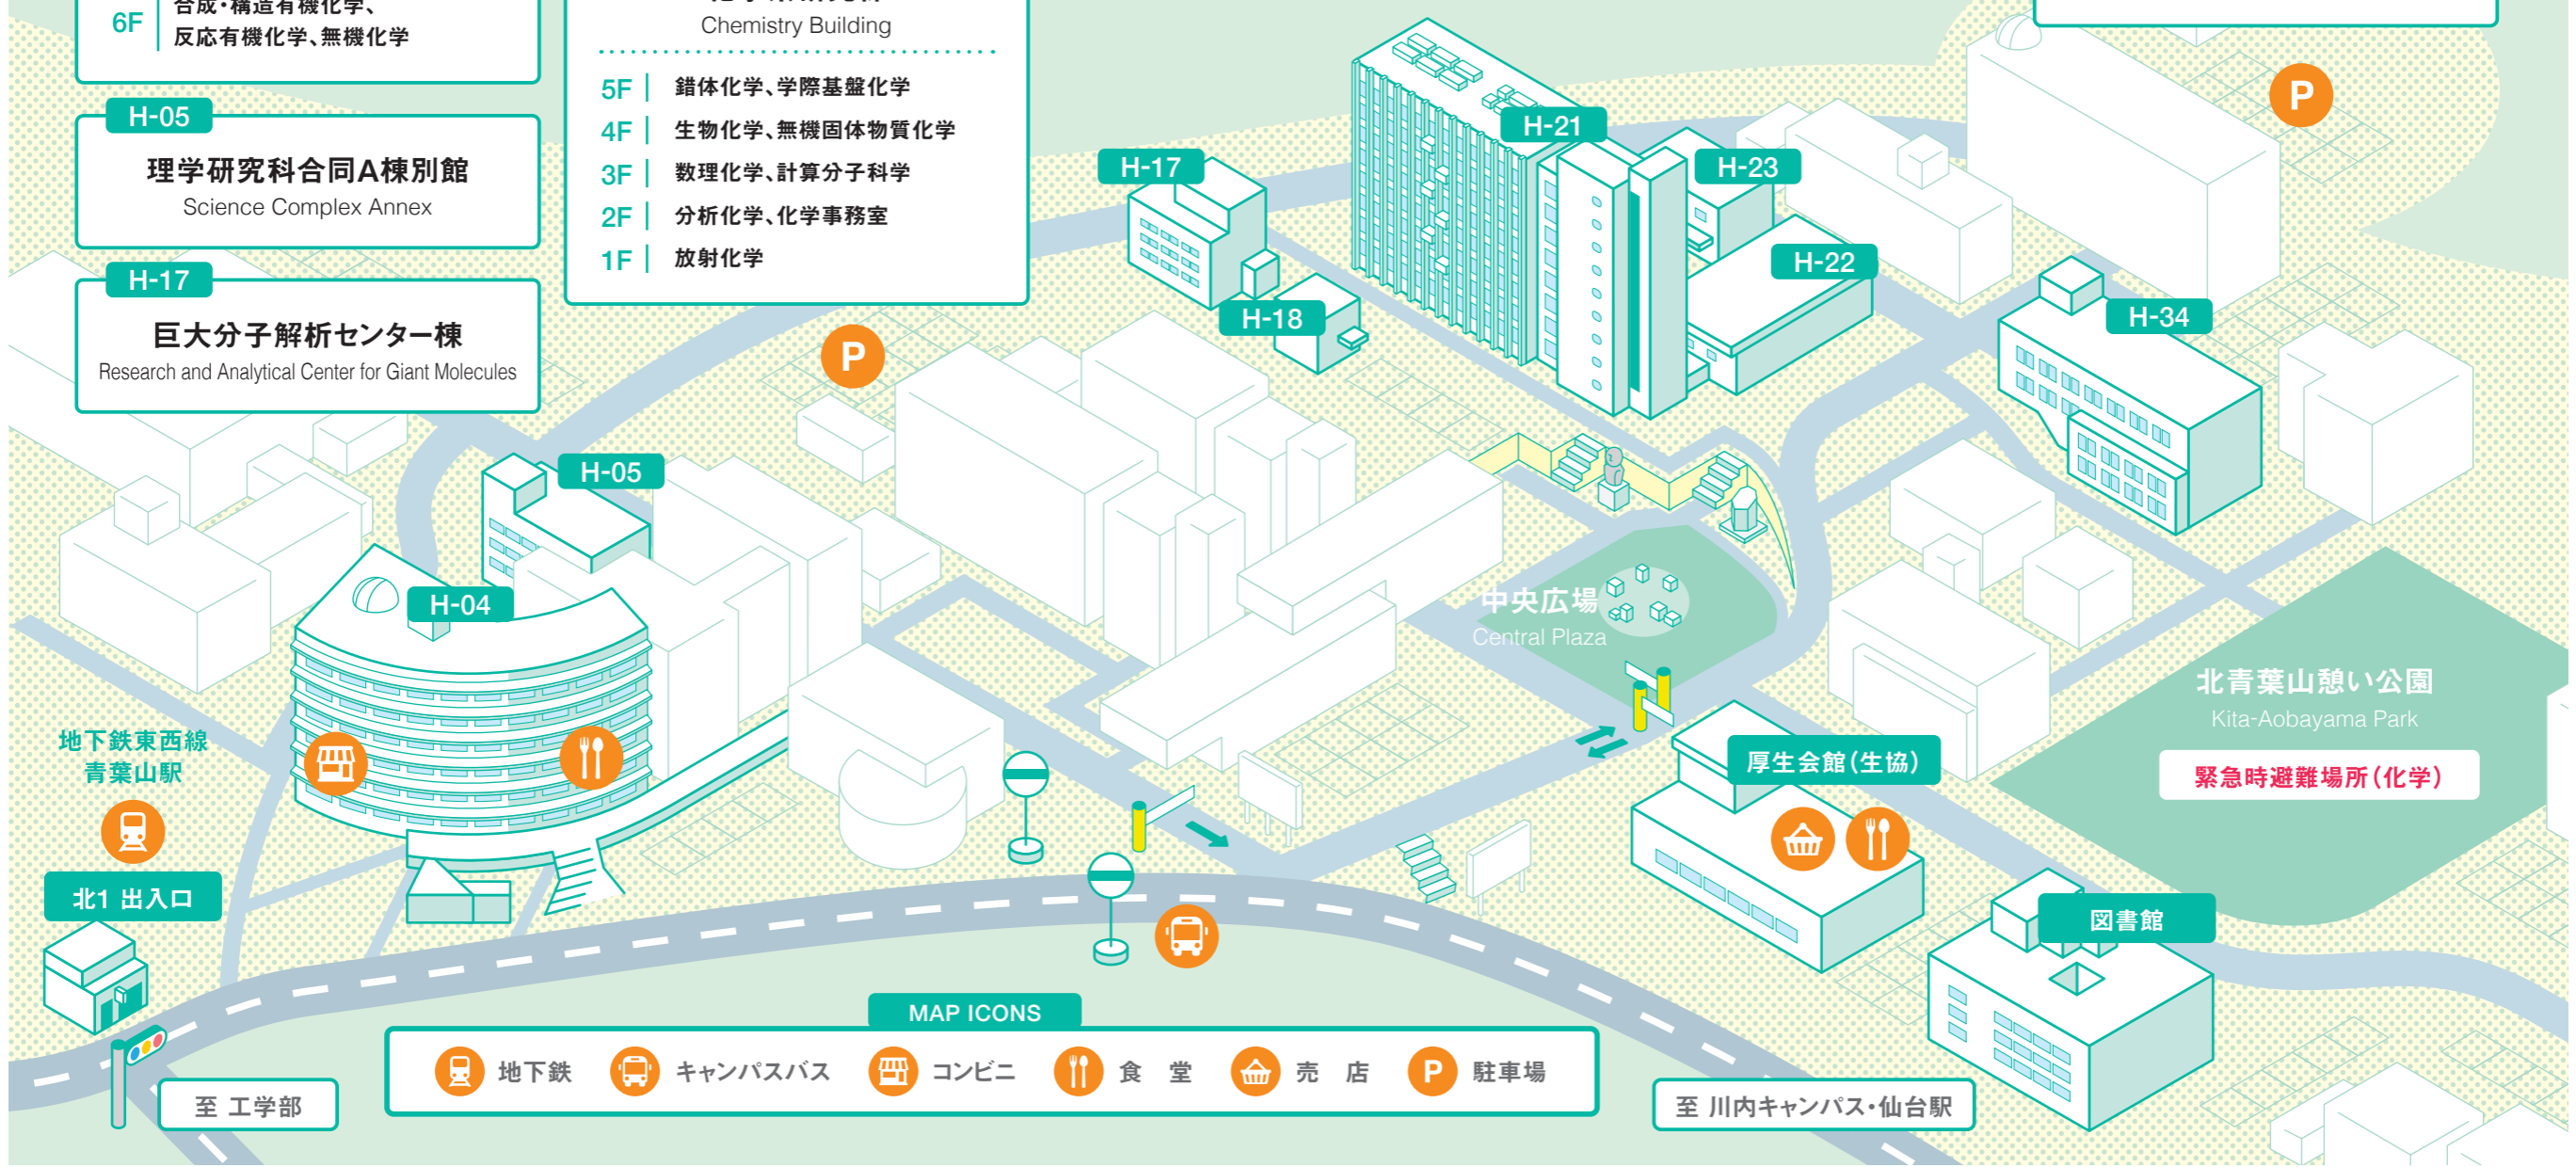 6F
合成・構造有機化学、
反応有機化学、無機化学
H-05
理学研究科合同A棟別館
Science Complex Annex
H-17
巨大分子解析センター棟
Research and Analytical Center for Giant Molecules
Chemistry Building
5F 錯体化学、学際基盤化学
4F 生物化学、無機固体物質化学
3F 数理化学、計算分子科学
2F 分析化学、化学事務室
1F 放射化学
P
H-21
H-17
H-23
H-22
H-18
H-34
P
H-05
H-04
中央広場
Central Plaza
北青葉山憩い公園
Kita-Aobayama Park
緊急時避難場所(化学)
地下鉄東西線
青葉山駅
北1 出入口
厚生会館(生協)
図書館
MAP ICONS
地下鉄 キャンパスバス コンビニ 食 堂 売 店 P 駐車場
至 工学部
至 川内キャンパス・仙台駅